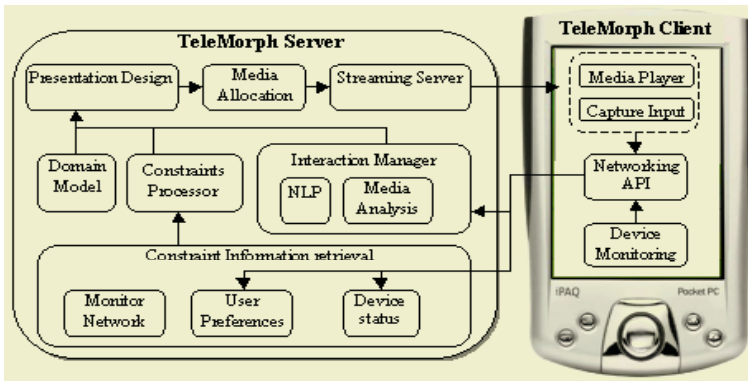 TeleMorph Server
Presentation Design
Media
Allocation
Streaming Server
Domain
Model
Constraints
Processor
Interaction Manager
NLP
Media
Analysis
Constraint Information retrieval
Monitor
Network
User
Preferences
Device
status
TeleMorph Client
Media Player
Capture Input
Networking
API
Device
Monitoring
iPAQ
Pocket PC